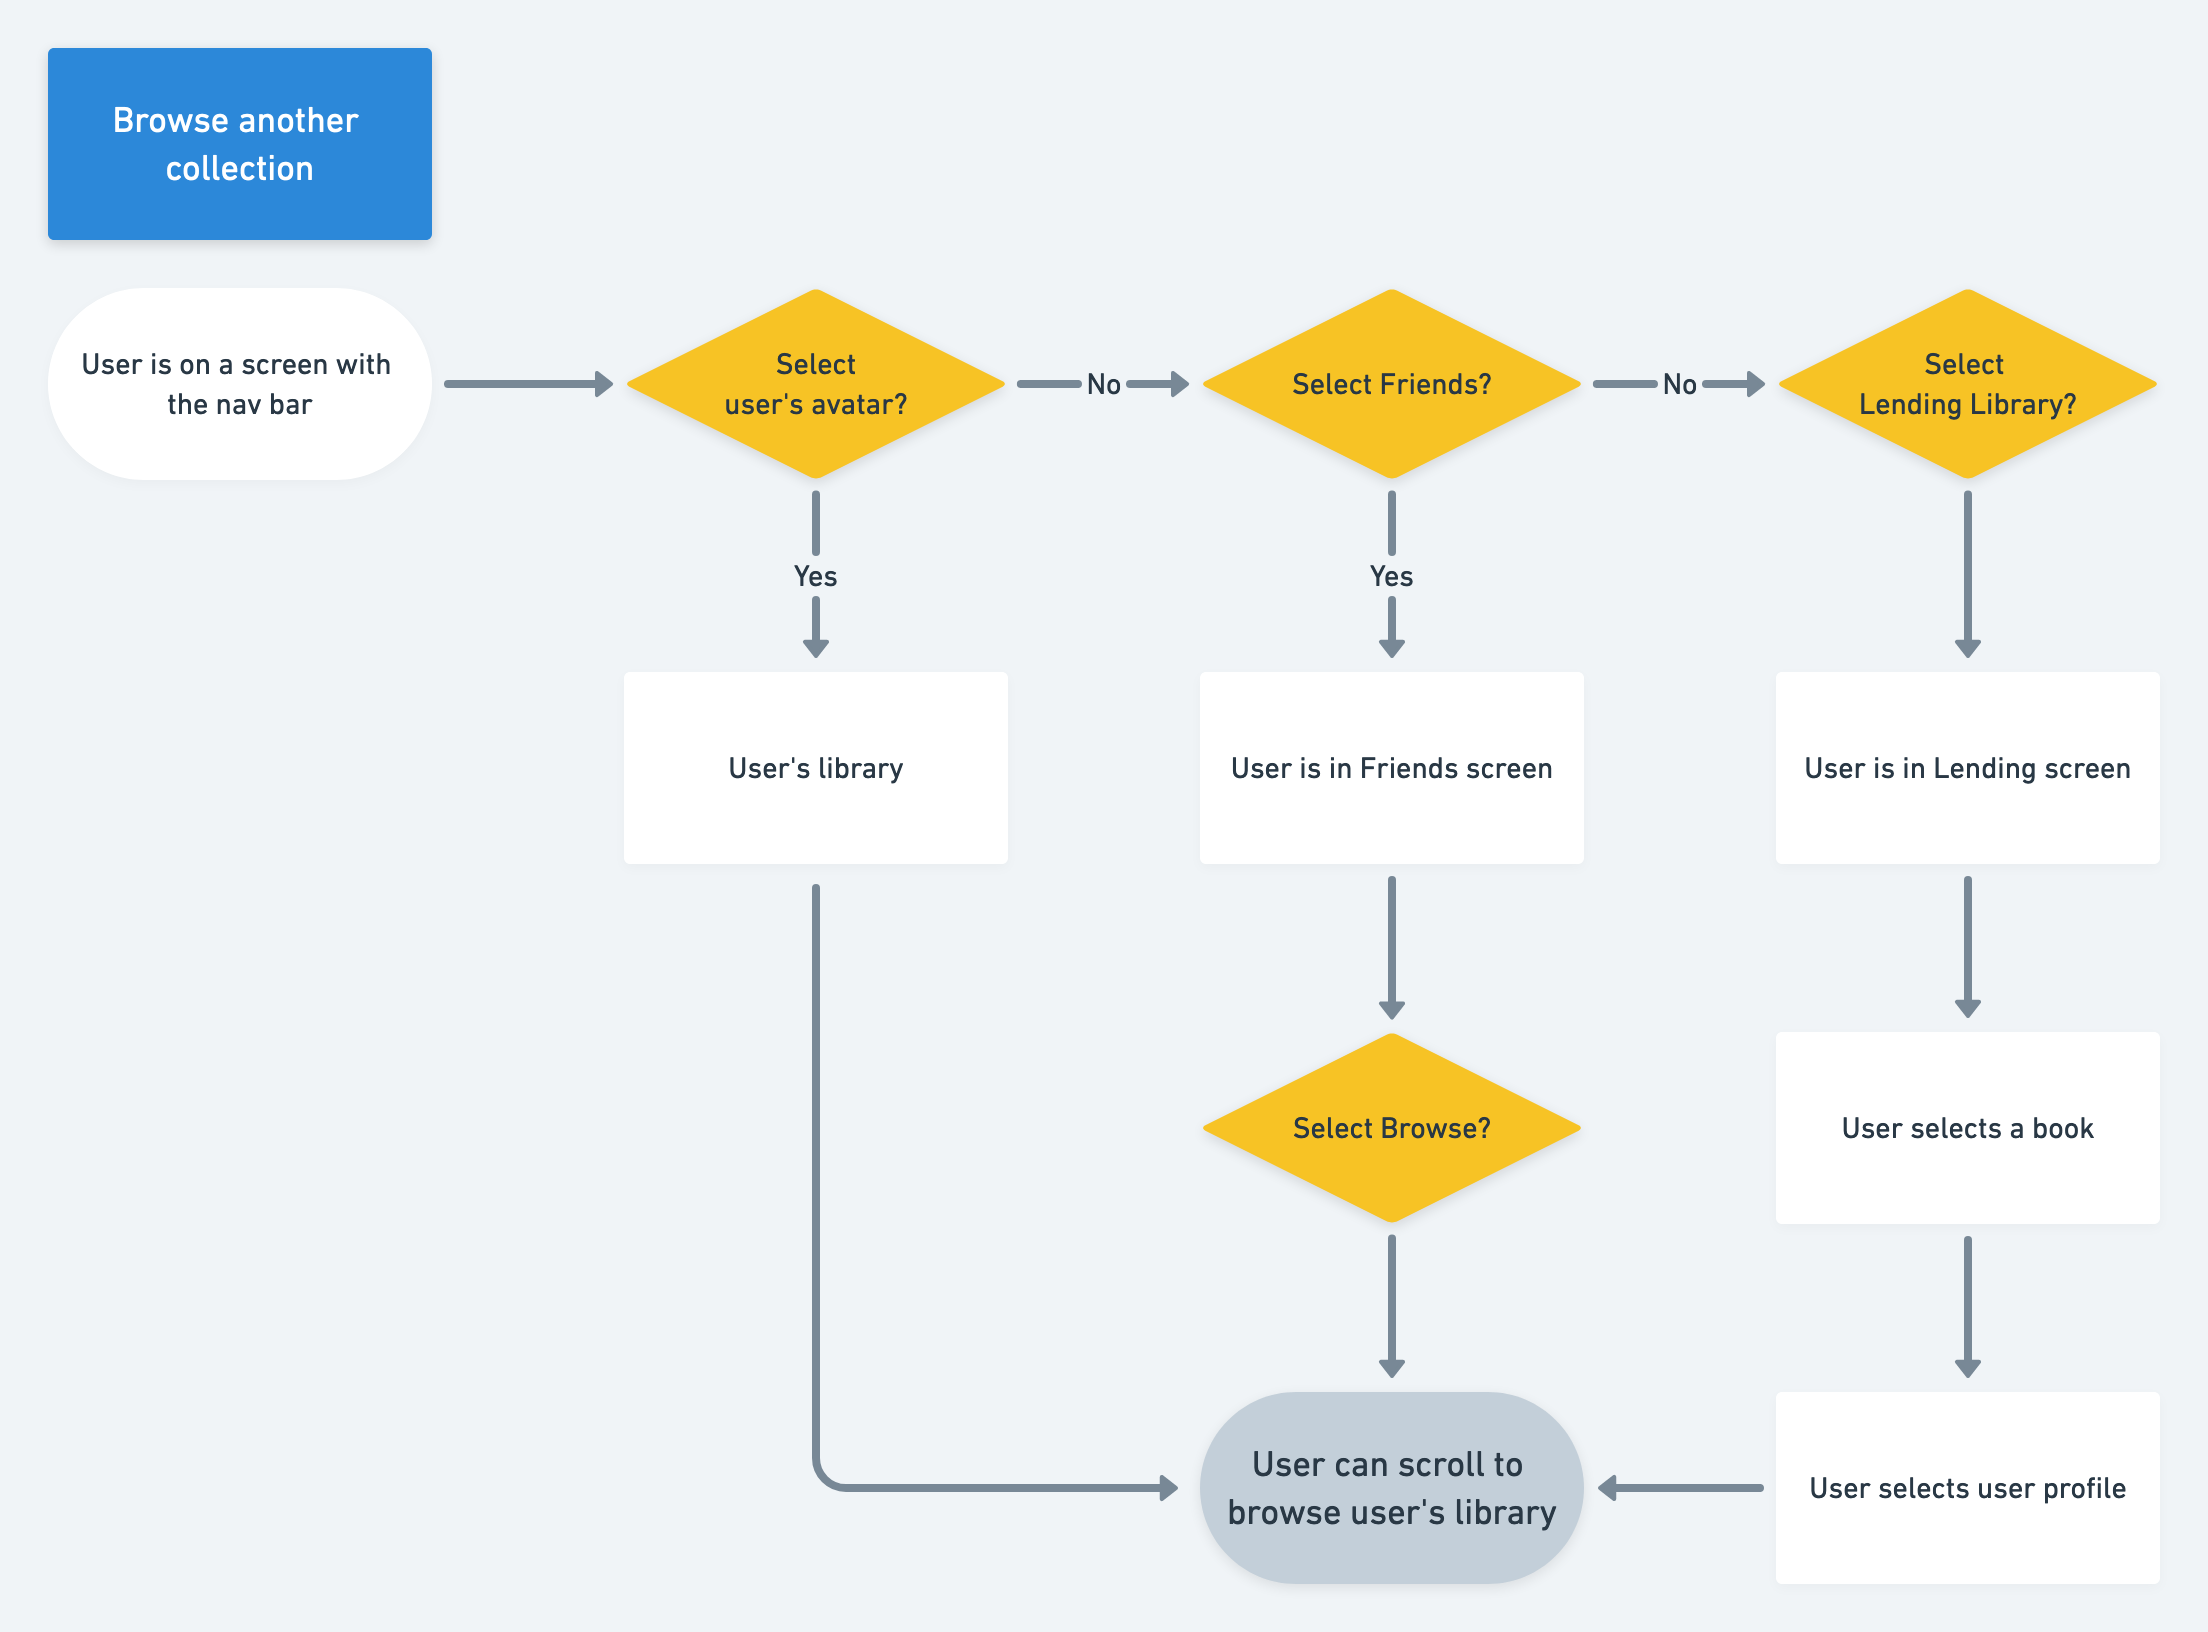 Browse another
collection
User is on a screen with
the nav bar
Select
user's avatar?
No
Select Friends?
No
Select
Lending Library?
Yes
Yes
User's library
User is in Friends screen
User is in Lending screen
Select Browse?
User selects a book
User can scroll to
browse user's library
User selects user profile